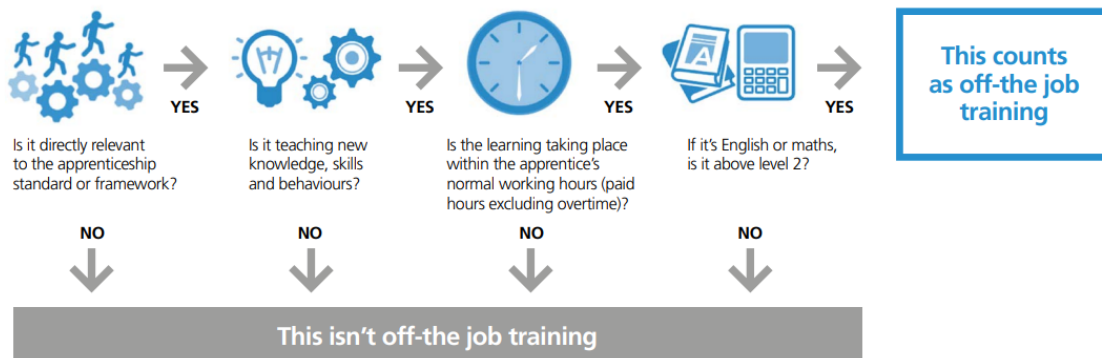 YES
YES
YES
YES
This counts
as off-the job
training
Is it directly relevant
to the apprenticeship
standard or framework?
Is it teaching new
knowledge, skills
and behaviours?
Is the learning taking place
within the apprentice's
normal working hours (paid
hours excluding overtime)?
If it's English or maths,
is it above level 2?
NO
NO
NO
NO
This isn't off-the job training